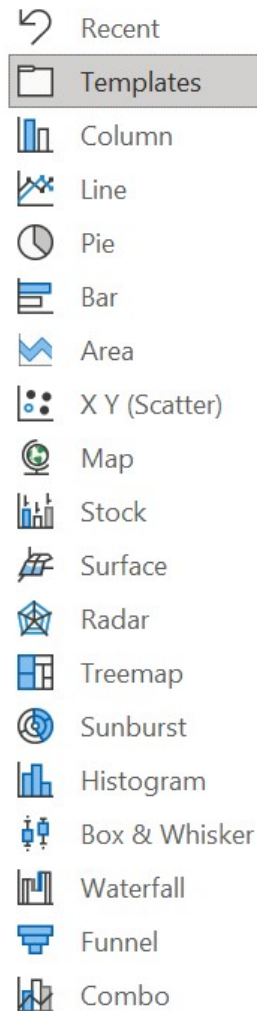 Recent
Templates
Column
Line
Pie
Bar
Area
X Y (Scatter)
Map
Stock
Surface
Radar
Treemap
Sunburst
Histogram
Box & Whisker
Waterfall
Funnel
Combo